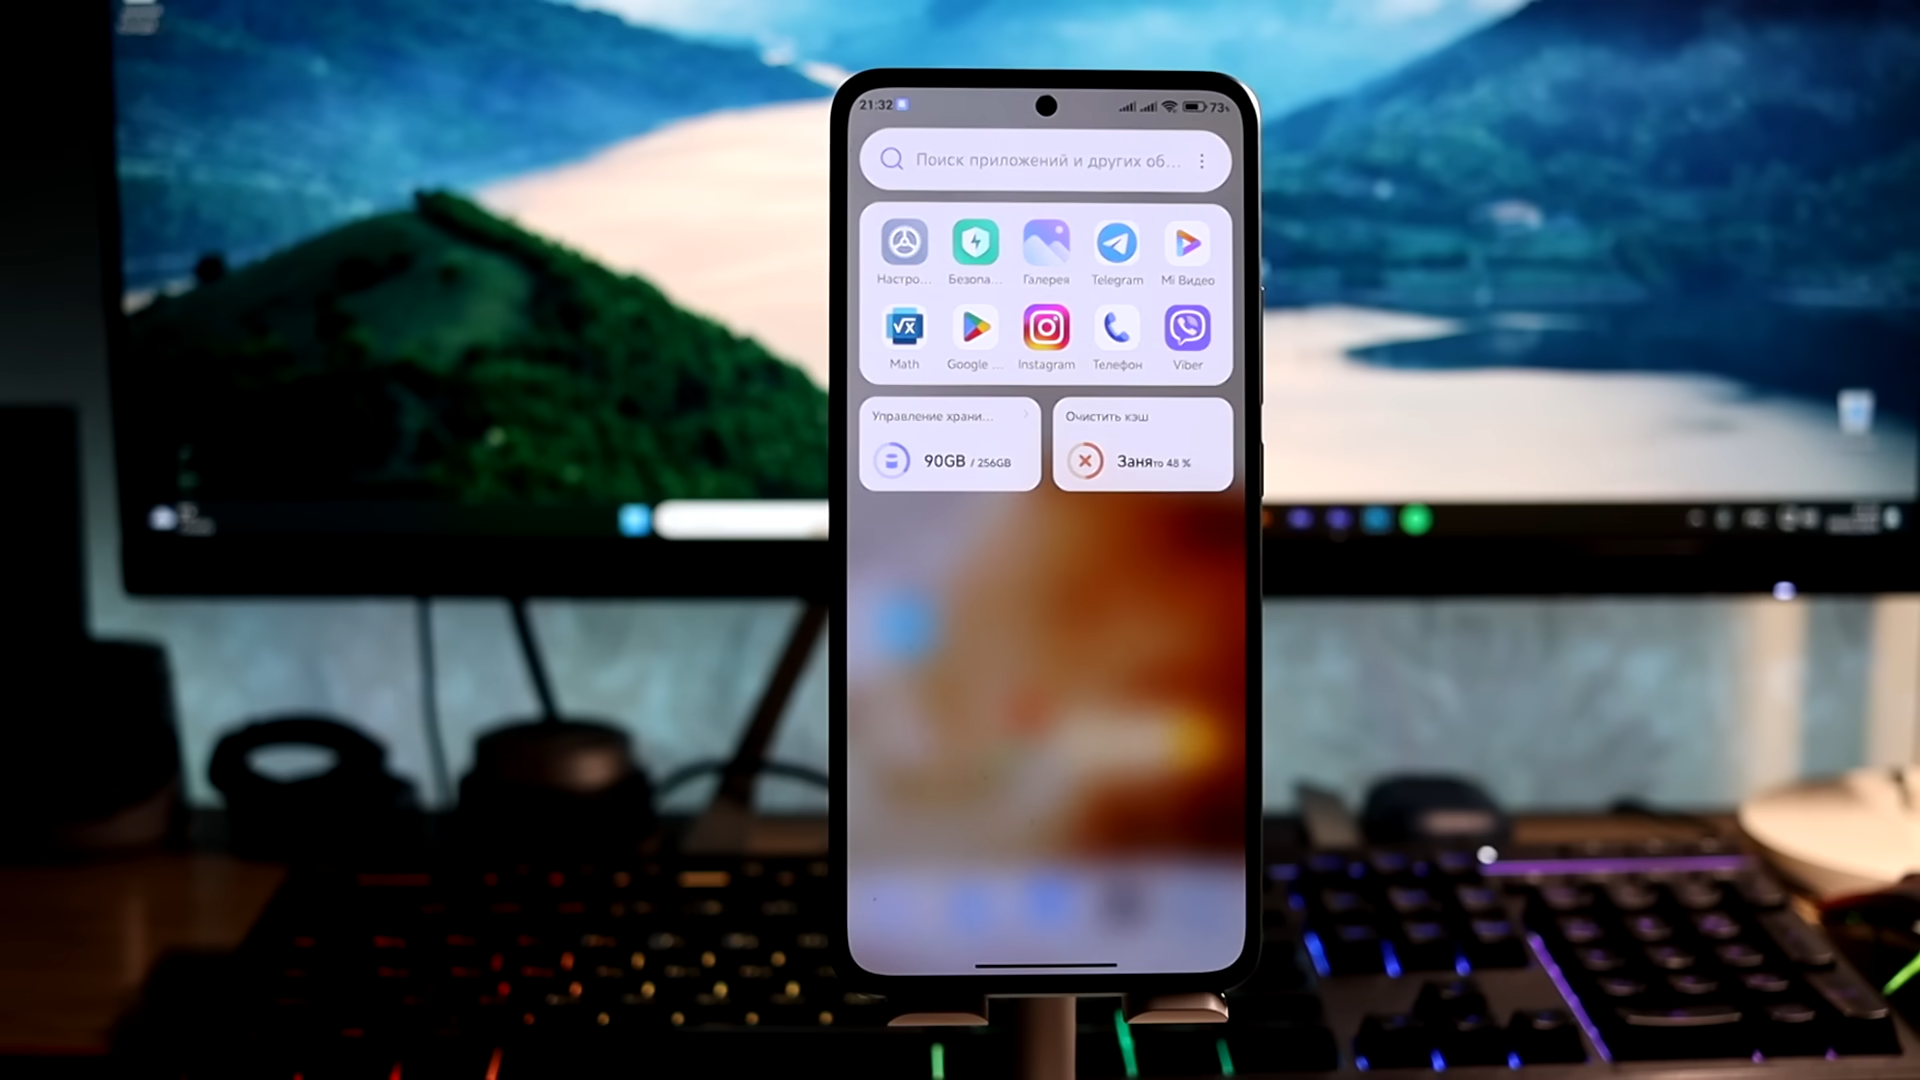 21:32 73%
Поиск приложений и других об...
Настро... Безопа... Галерея Telegram Mi Видео
√x
Math Google ... Instagram Телефон Viber
Управление храни... Очистить кэш
90GB / 256GB Занято 48 %